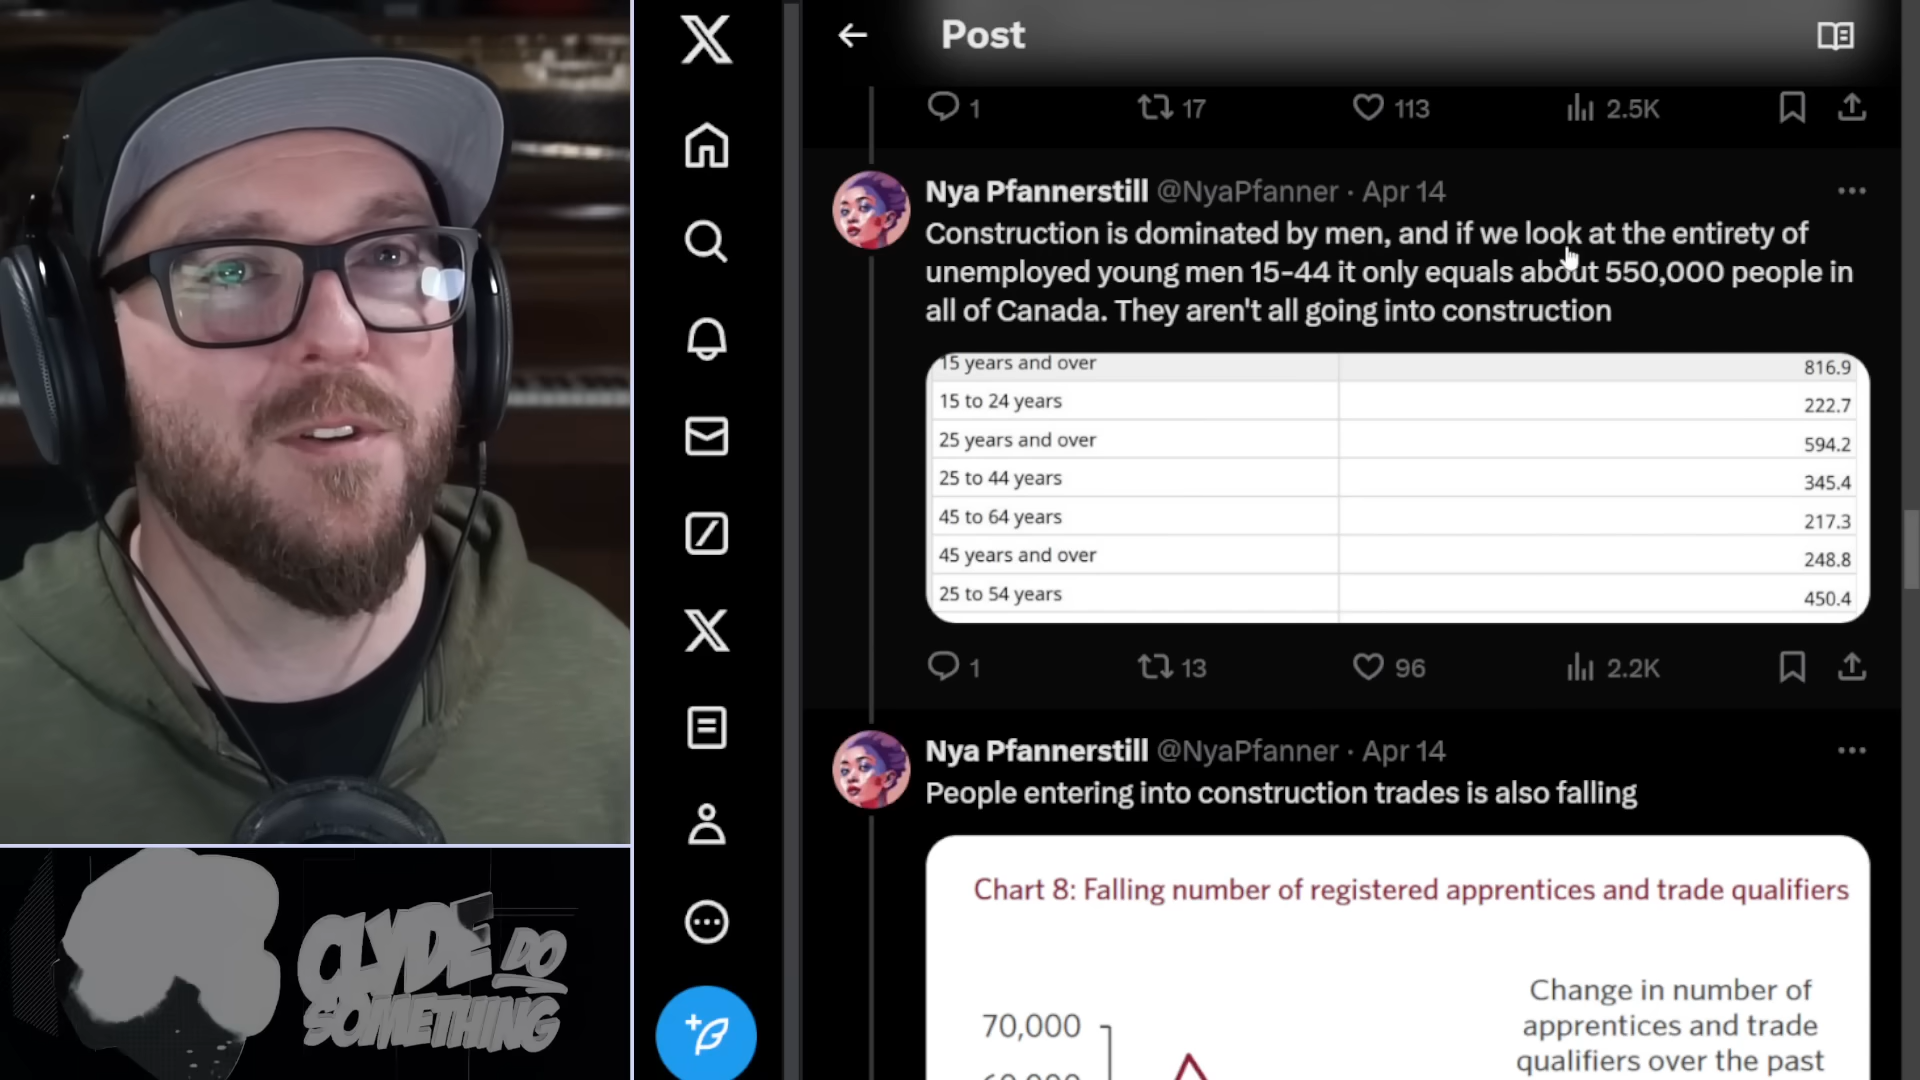 Post
1 17 113 2.5K
Nya Pfannerstill @NyaPfanner · Apr 14
Construction is dominated by men, and if we look at the entirety of
unemployed young men 15-44 it only equals about 550,000 people in
all of Canada. They aren't all going into construction
15 years and over 816.9
15 to 24 years 222.7
25 years and over 594.2
25 to 44 years 345.4
45 to 64 years 217.3
45 years and over 248.8
25 to 54 years 450.4
1 13 96 2.2K
Nya Pfannerstill @NyaPfanner · Apr 14
People entering into construction trades is also falling
Chart 8: Falling number of registered apprentices and trade qualifiers
Change in number of
apprentices and trade
qualifiers over the past
70,000
CLYDE DO
SOMETHING